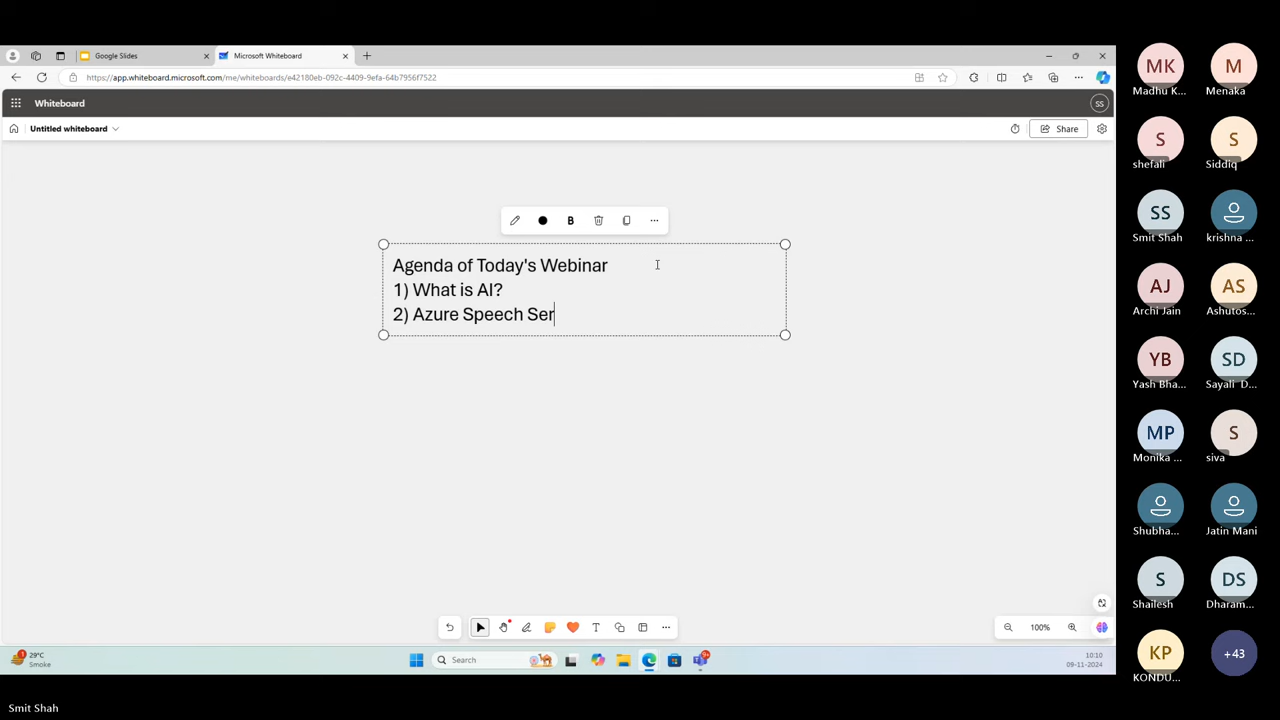 Google Slides
Microsoft Whiteboard
https://app.whiteboard.microsoft.com/me/whiteboards/e42180eb-092c-4409-9efa-64b7956f7522
Whiteboard
SS
Untitled whiteboard
Share
B
Agenda of Today's Webinar
1) What is AI?
2) Azure Speech Ser
T
100%
1
29°C
Smoke
Search
9+
10:10
09-11-2024
MK
M
Madhu K...
Menaka
S
S
shefali
Siddiq
SS
Smit Shah
krishna ...
AJ
AS
Archi Jain
Ashutos...
YB
SD
Yash Bha...
Sayali D...
MP
S
Monika ...
siva
Shubha...
Jatin Mani
S
DS
Shailesh
Dharam...
KP
+43
KONDU...
Smit Shah